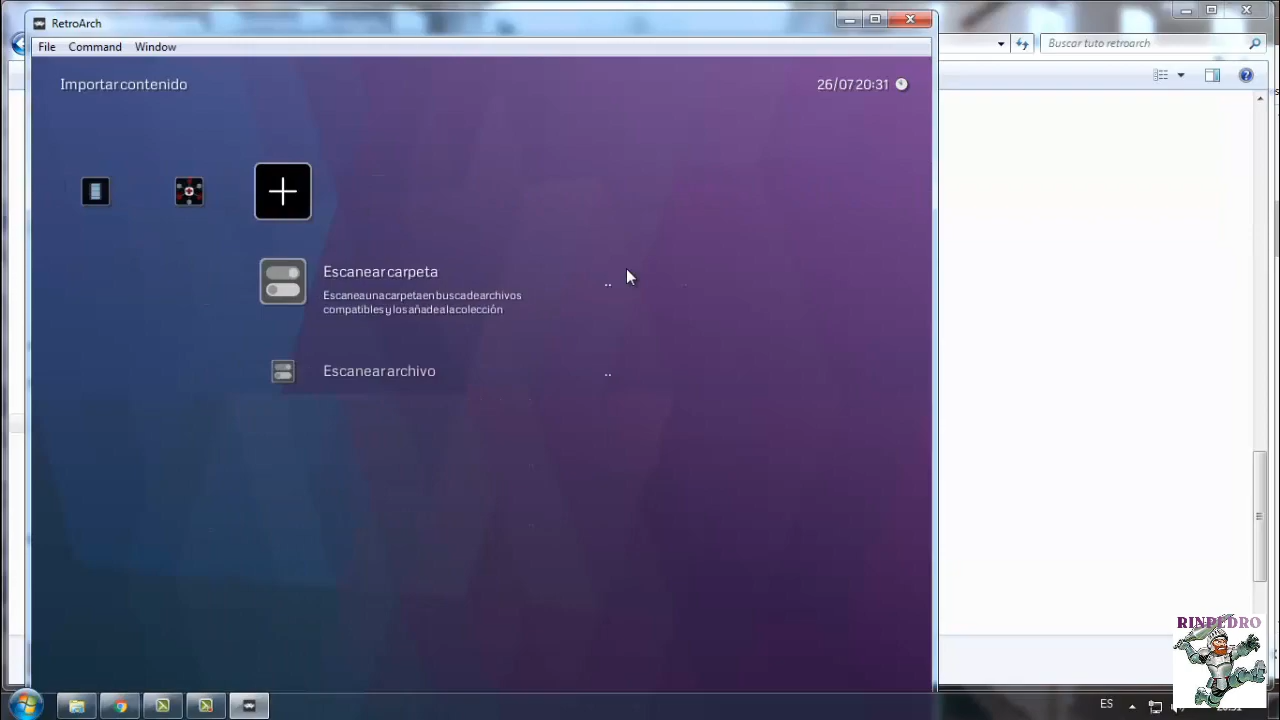 RetroArch
File Command Window
Buscar tuto retroarch
Importar contenido
26/07 20:31
Escanear carpeta
..
Escanea una carpeta en busca de archivos
compatibles y los añade a la colección
Escanear archivo
..
RINPEDRO
ES